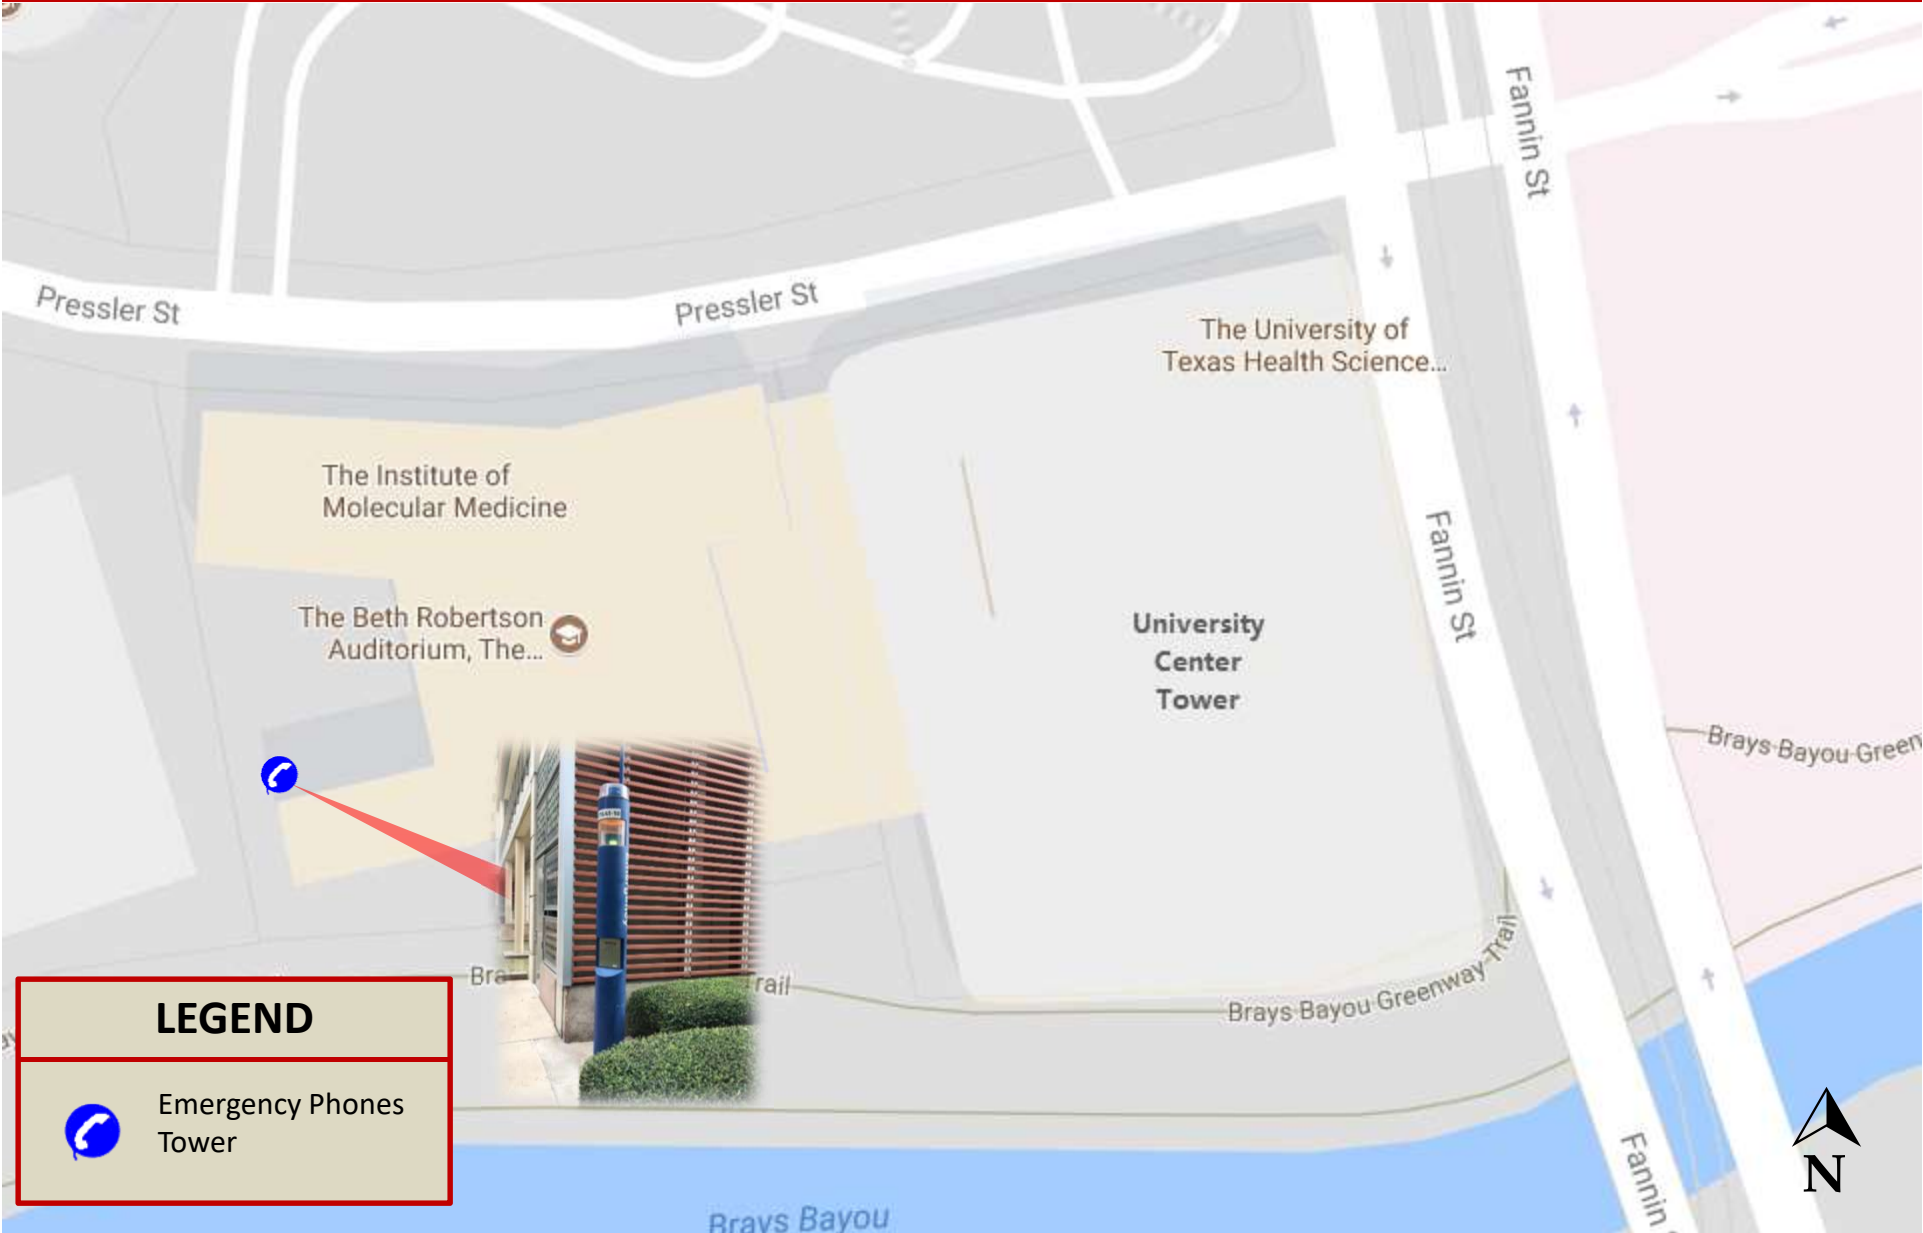 Fannin St
Pressler St
Pressler St
The University of
Texas Health Science...
The Institute of
Molecular Medicine
Fannin St
The Beth Robertson
Auditorium, The...
University
Center
Tower
Brays Bayou Green
Bra
rail
Brays Bayou Greenway Trail
LEGEND
Emergency Phones
Tower
Fannin
N
Brays Bayou